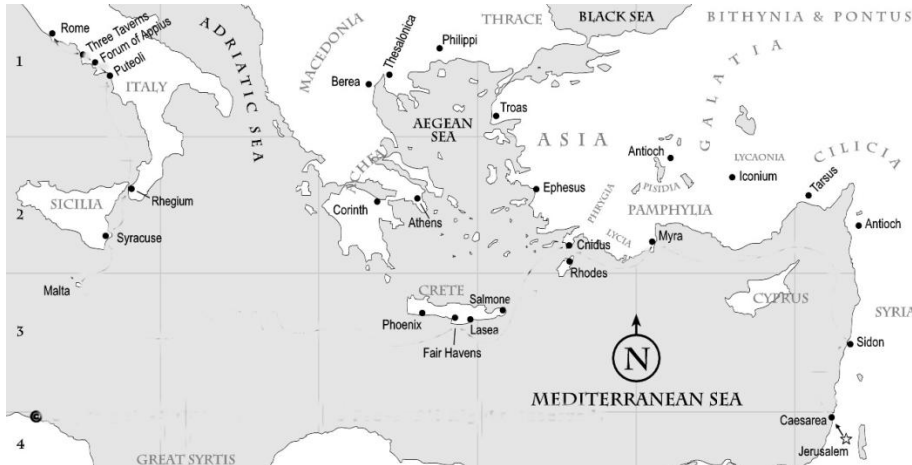 BLACK SEA
BITHYNIA & PONTUS
THRACE
Rome
Three Taverns
Forum of Appius
Puteoli
1
ITALY
ADRIATIC SEA
MACEDONIA
Thesalonica
Philippi
Berea
AEGEAN
SEA
Troas
ASIA
GALATIA
Antioch
LYCAONIA
Iconium
CILICIA
Tarsus
PISIDIA
PHRYGIA
PAMPHYLIA
Ephesus
Corinth
Athens
Rhegium
SICILIA
2
Syracuse
LYCIA
Cnidus
Myra
Antioch
Rhodes
Malta
CRETE
Salmone
Phoenix
Lasea
Fair Havens
3
CYPRUS
SYRIA
Sidon
N
MEDITERRANEAN SEA
Caesarea
Jerusalem
4
GREAT SYRTIS